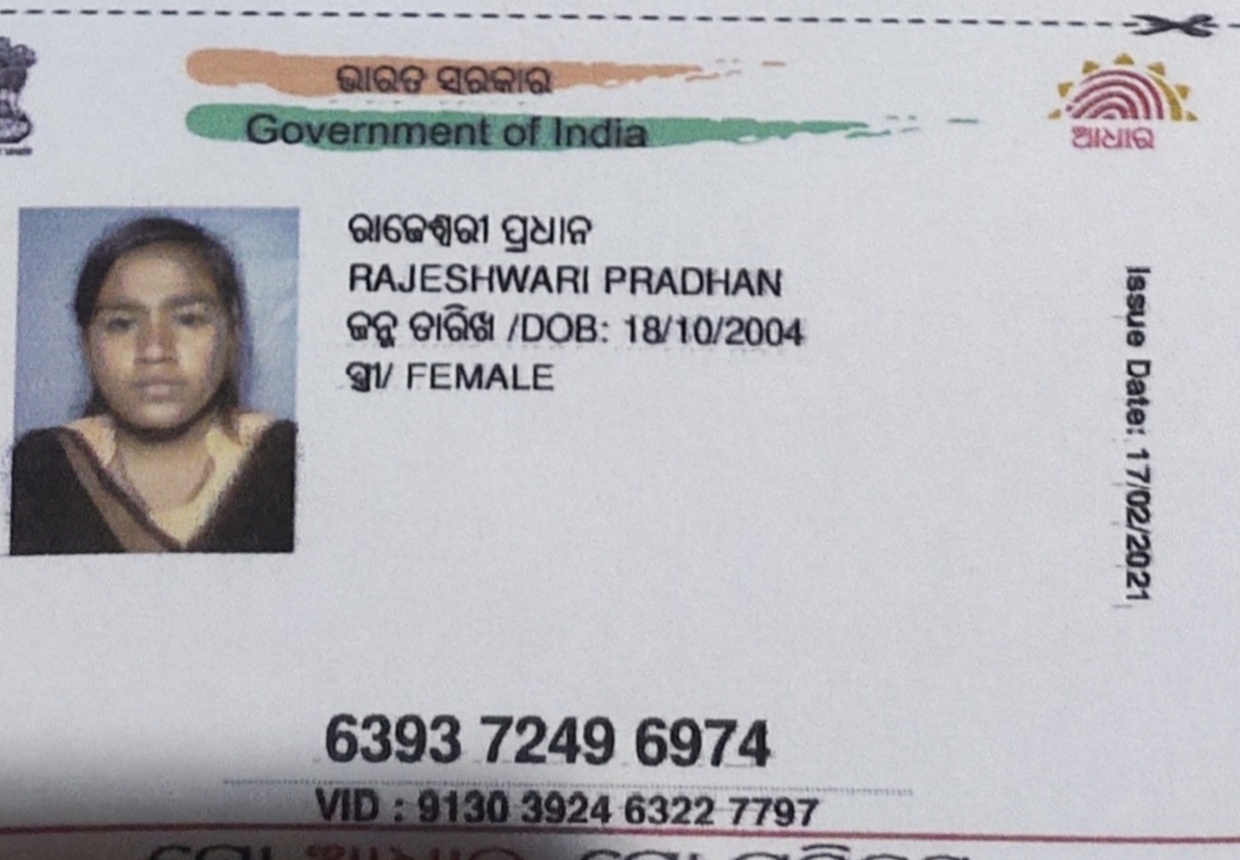 ଭାରତ ସରକାର
Government of India
ଆଧାର
ରାଜେଶ୍ୱରୀ ପ୍ରଧାନ
RAJESHWARI PRADHAN
ଜନ୍ମ ତାରିଖ /DOB: 18/10/2004
ସ୍ତ୍ରୀ/ FEMALE
Issue Date: 17/02/2021
6393 7249 6974
VID : 9130 3924 6322 7797